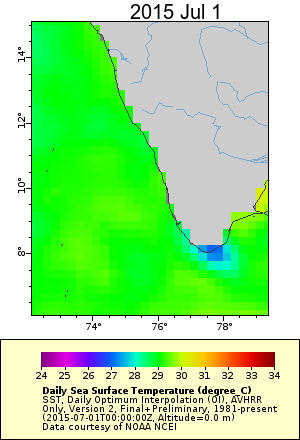 2015 Jul 1
14°
12°
10°
8°
74° 76° 78°
24 25 26 27 28 29 30 31 32 33 34
Daily Sea Surface Temperature (degree_C)
SST, Daily Optimum Interpolation (OI), AVHRR
Only, Version 2, Final+Preliminary, 1981-present
(2015-07-01T00:00:00Z, Altitude=0.0 m)
Data courtesy of NOAA NCEI